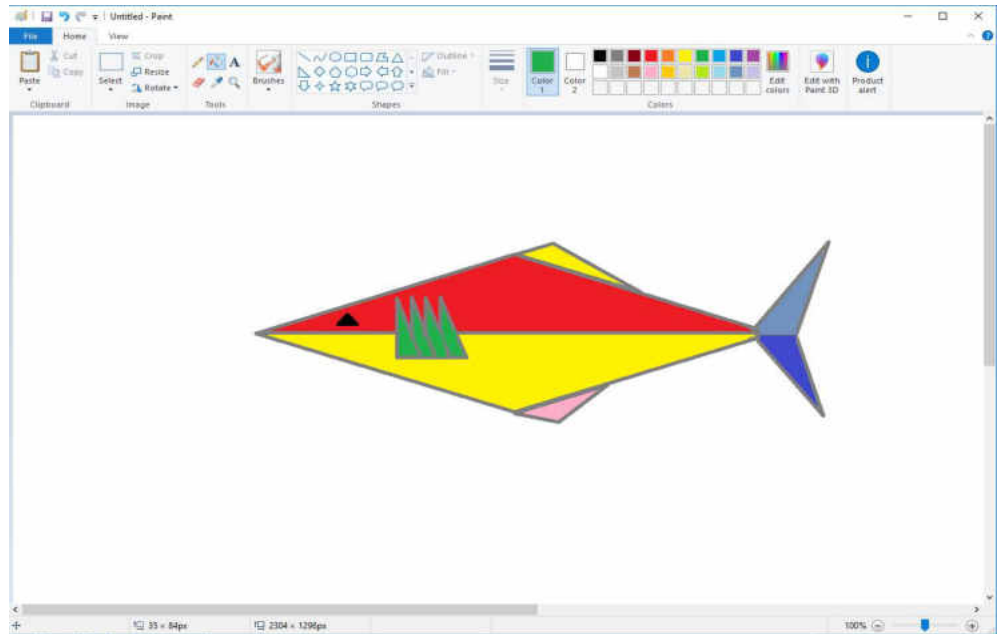 Untitled - Paint
File Home View
Paste
Cut
Copy
Clipboard
Select
Crop
Resize
Rotate
Image
A
Tools
Brushes
Outline
Fill
Shapes
Size
Color 1
Color 2
Colors
Edit colors
Edit with Paint 3D
Product alert
35 × 84px
2304 × 1296px
100%